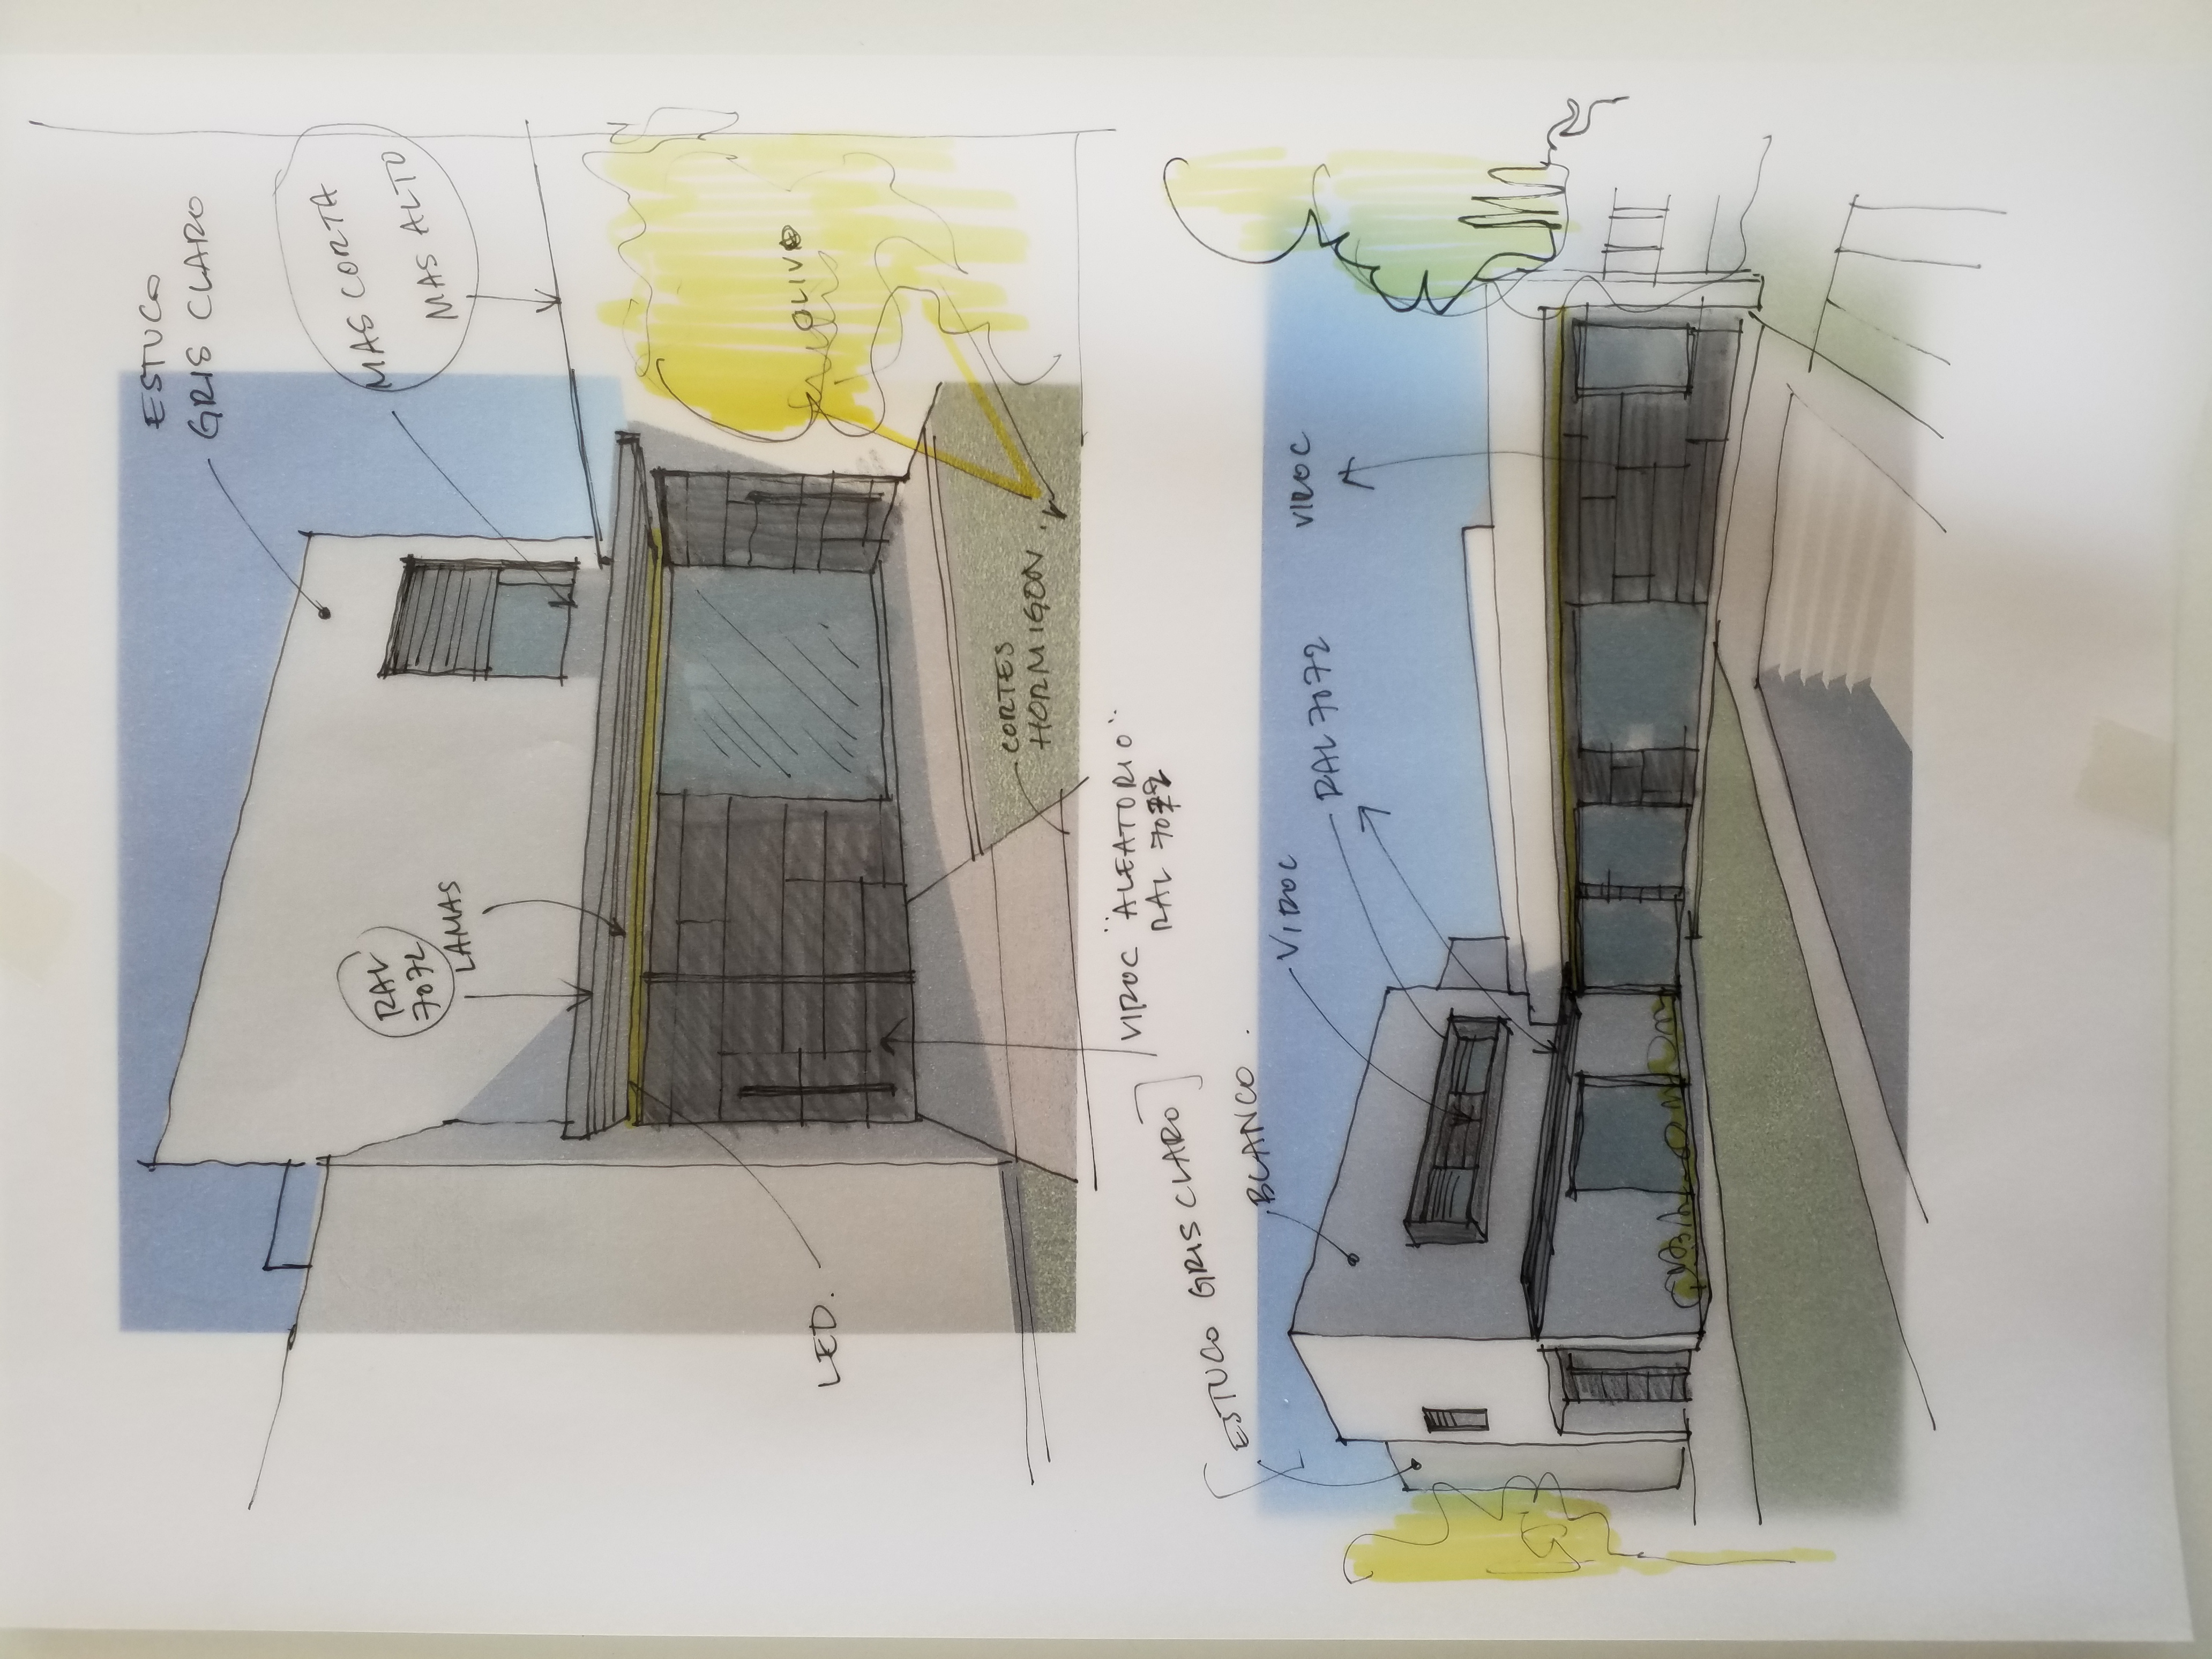 ESTUCO
GRIS CLARO
MAS CORTA
MAS ALTO
RAL
7072
LAMAS
LED.
OLIVO
CORTES
HORMIGON.
VIROC "ALEATORIO"
RAL 7072
ESTUCO GRIS CLARO
BLANCO.
VIROC
RAL 7072
VIROC